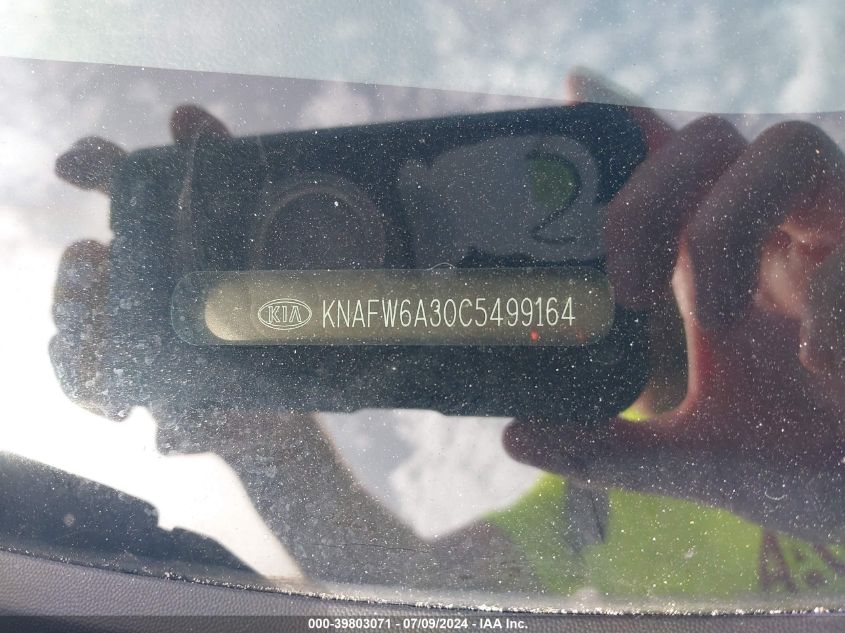 KIA KNAFW6A30C5499164
000-39803071 - 07/09/2024 - IAA Inc.